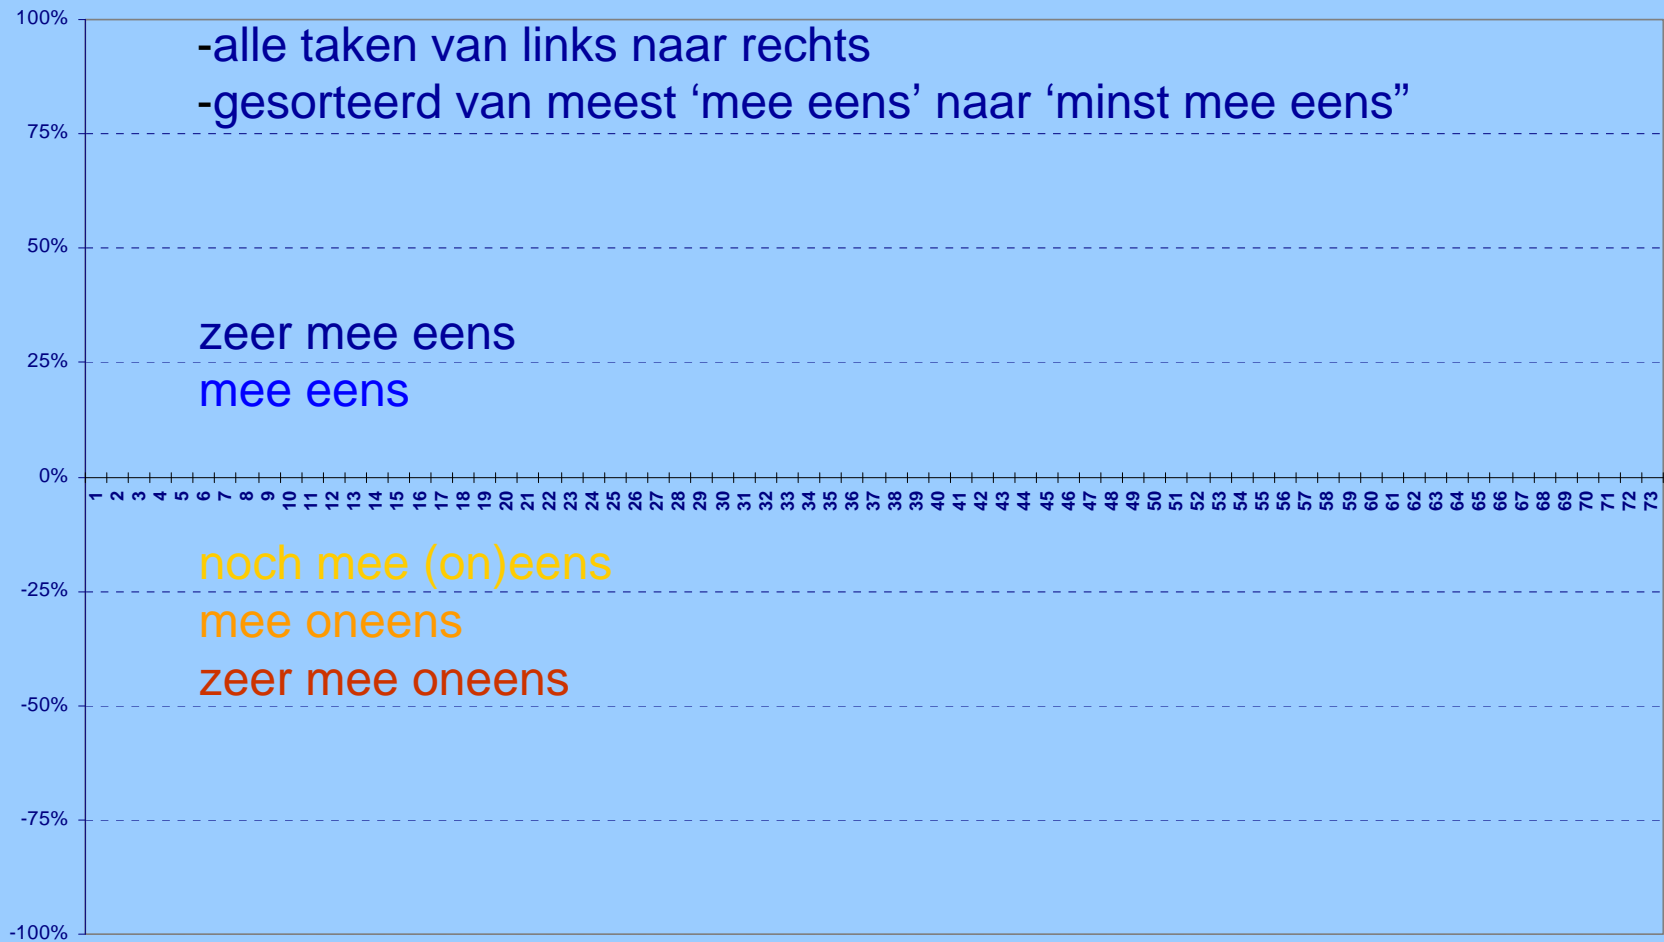 100%
-alle taken van links naar rechts
-gesorteerd van meest ‘mee eens’ naar ‘minst mee eens”
75%
50%
zeer mee eens
25%
mee eens
0%
1 2 3 4 5 6 7 8 9 10 11 12 13 14 15 16 17 18 19 20 21 22 23 24 25 26 27 28 29 30 31 32 33 34 35 36 37 38 39 40 41 42 43 44 45 46 47 48 49 50 51 52 53 54 55 56 57 58 59 60 61 62 63 64 65 66 67 68 69 70 71 72 73
noch mee (on)eens
-25%
mee oneens
zeer mee oneens
-50%
-75%
-100%